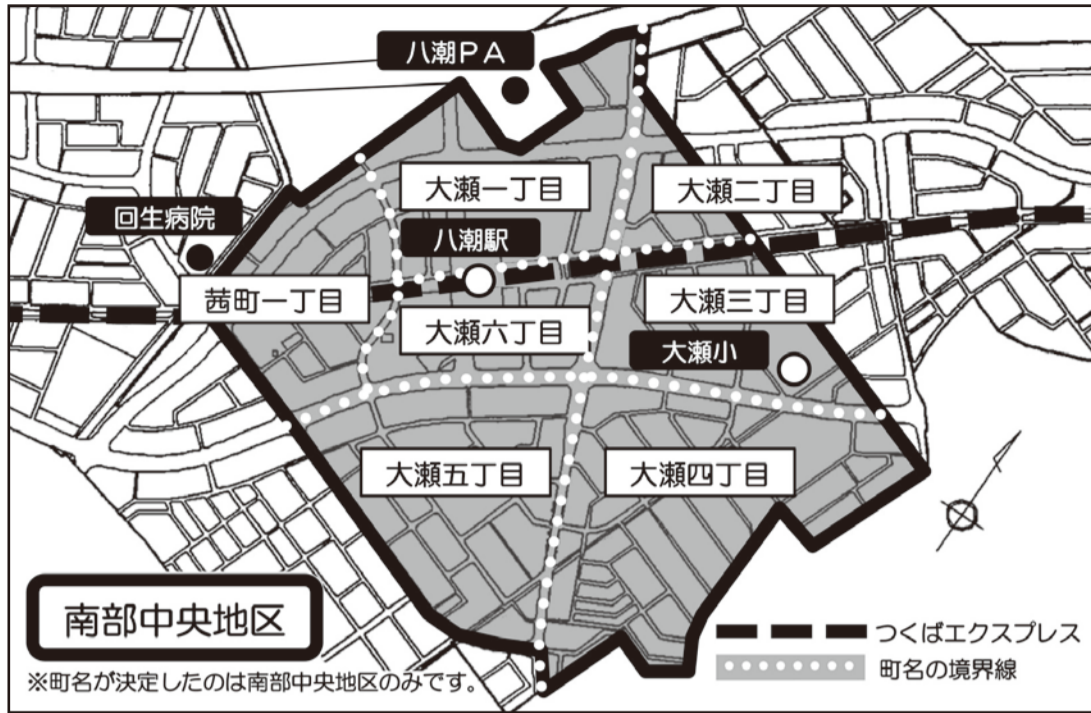 八潮PA
大瀬一丁目
大瀬二丁目
回生病院
八潮駅
茜町一丁目
大瀬三丁目
大瀬六丁目
大瀬小
大瀬五丁目
大瀬四丁目
南部中央地区
つくばエクスプレス
町名の境界線
※町名が決定したのは南部中央地区のみです。